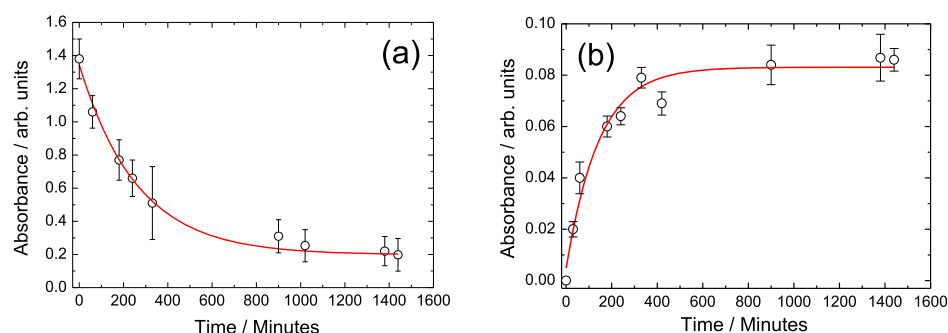 (a)
Absorbance / arb. units
1.6
1.4
1.2
1.0
0.8
0.6
0.4
0.2
0.0
0 200 400 600 800 1000 1200 1400 1600
Time / Minutes
(b)
Absorbance / arb. units
0.10
0.08
0.06
0.04
0.02
0.00
0 200 400 600 800 1000 1200 1400 1600
Time / Minutes